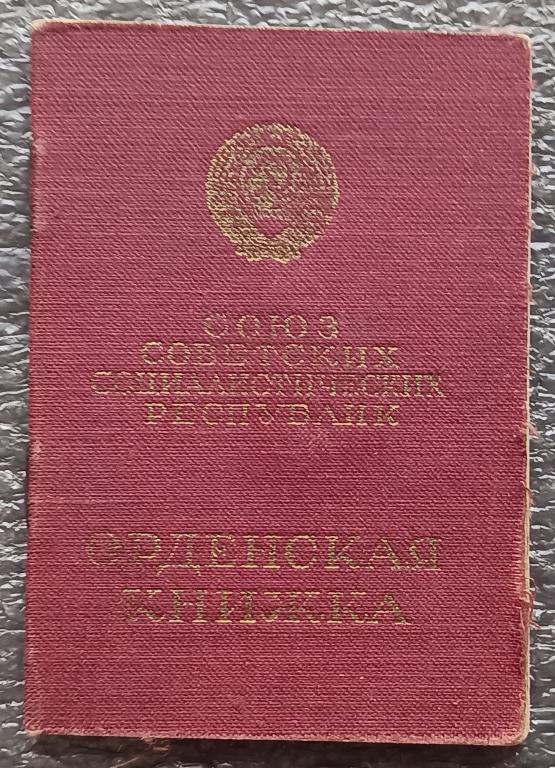 СОЮЗ
СОВЕТСКИХ
СОЦИАЛИСТИЧЕСКИХ
РЕСПУБЛИК
ОРДЕНСКАЯ
КНИЖКА